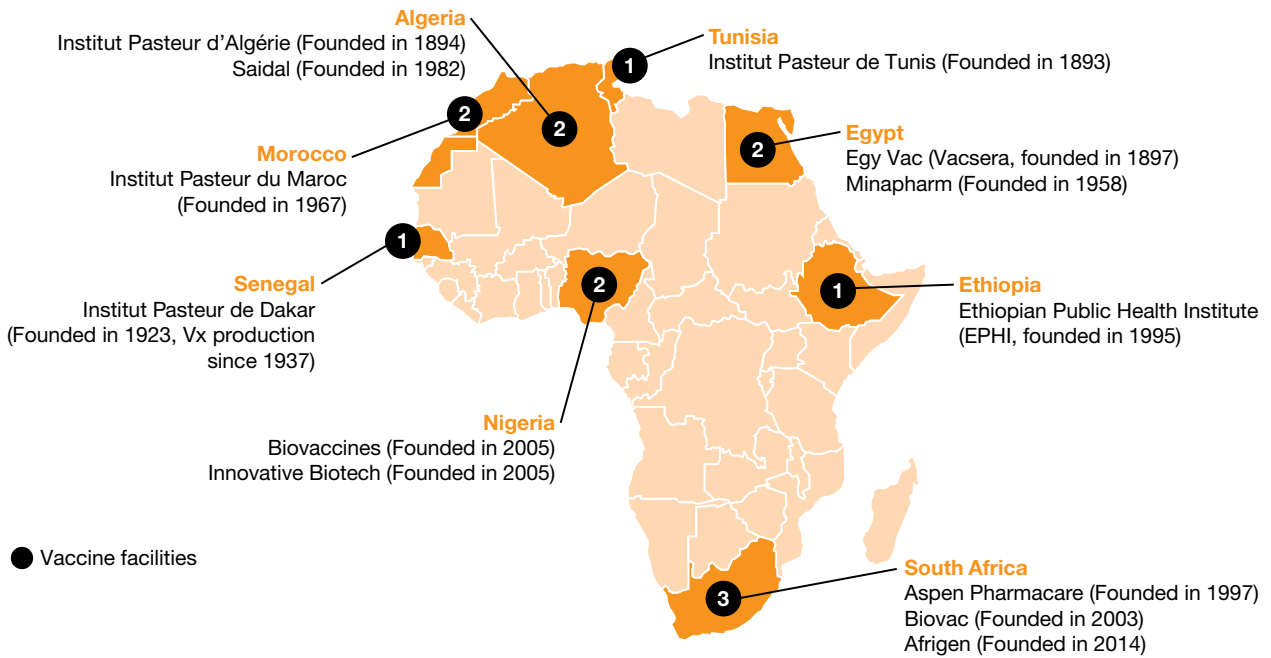 Algeria
Institut Pasteur d’Algérie (Founded in 1894)
Saidal (Founded in 1982)
Tunisia
Institut Pasteur de Tunis (Founded in 1893)
1
2
2
2
Egypt
Egy Vac (Vacsera, founded in 1897)
Minapharm (Founded in 1958)
Morocco
Institut Pasteur du Maroc
(Founded in 1967)
1
Senegal
Institut Pasteur de Dakar
(Founded in 1923, Vx production
since 1937)
2
1
Ethiopia
Ethiopian Public Health Institute
(EPHI, founded in 1995)
Nigeria
Biovaccines (Founded in 2005)
Innovative Biotech (Founded in 2005)
Vaccine facilities
3
South Africa
Aspen Pharmacare (Founded in 1997)
Biovac (Founded in 2003)
Afrigen (Founded in 2014)